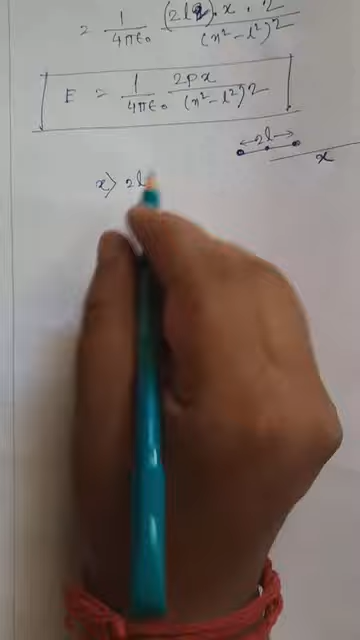 = 1/4πε₀ (2lq).x.2/(x²-l²)²
E = 1/4πε₀ 2px/(x²-l²)²
2l
x
x> 2l